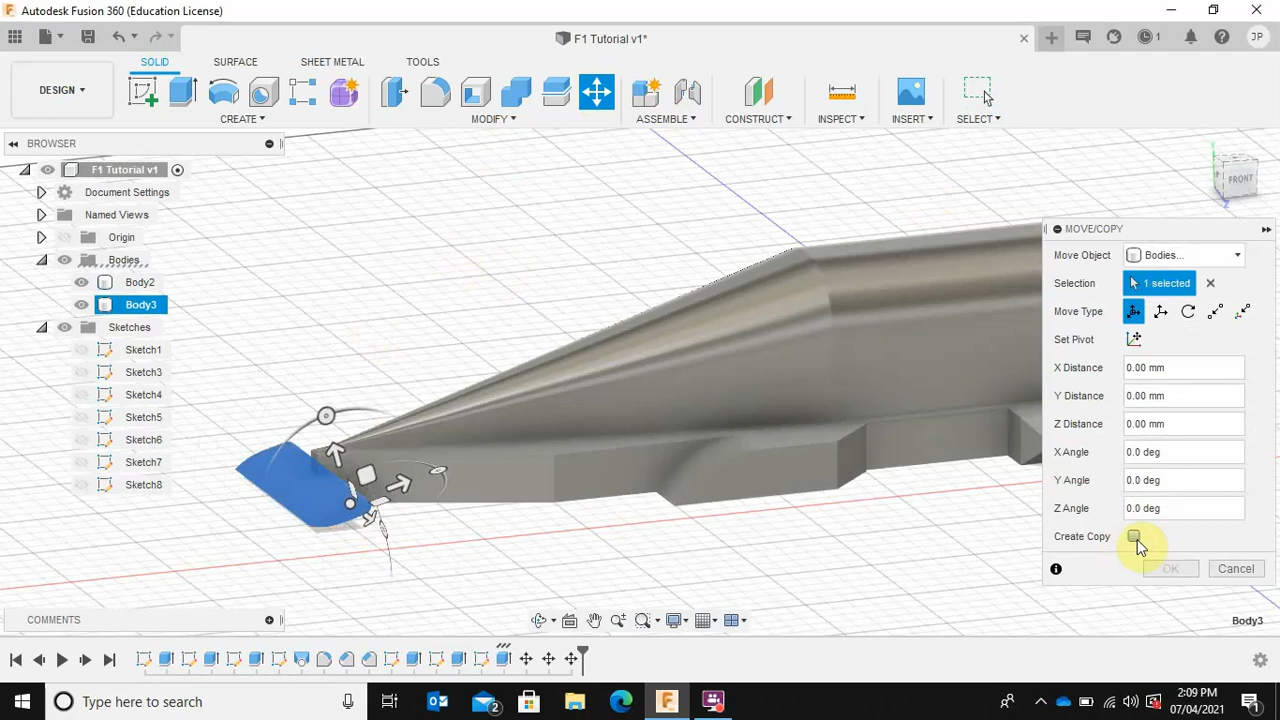 Autodesk Fusion 360 (Education License)
F1 Tutorial v1*
1
JP
DESIGN
SOLID
SURFACE
SHEET METAL
TOOLS
CREATE
MODIFY
ASSEMBLE
CONSTRUCT
INSPECT
INSERT
SELECT
BROWSER
F1 Tutorial v1
Document Settings
Named Views
Origin
Bodies
Body2
Body3
Sketches
Sketch1
Sketch3
Sketch4
Sketch5
Sketch6
Sketch7
Sketch8
FRONT
Y
Z
MOVE/COPY
Move Object Bodies...
Selection 1 selected
Move Type
Set Pivot
X Distance 0.00 mm
Y Distance 0.00 mm
Z Distance 0.00 mm
X Angle 0.0 deg
Y Angle 0.0 deg
Z Angle 0.0 deg
Create Copy
OK Cancel
COMMENTS
Body3
Type here to search
2
2:09 PM
07/04/2021
1